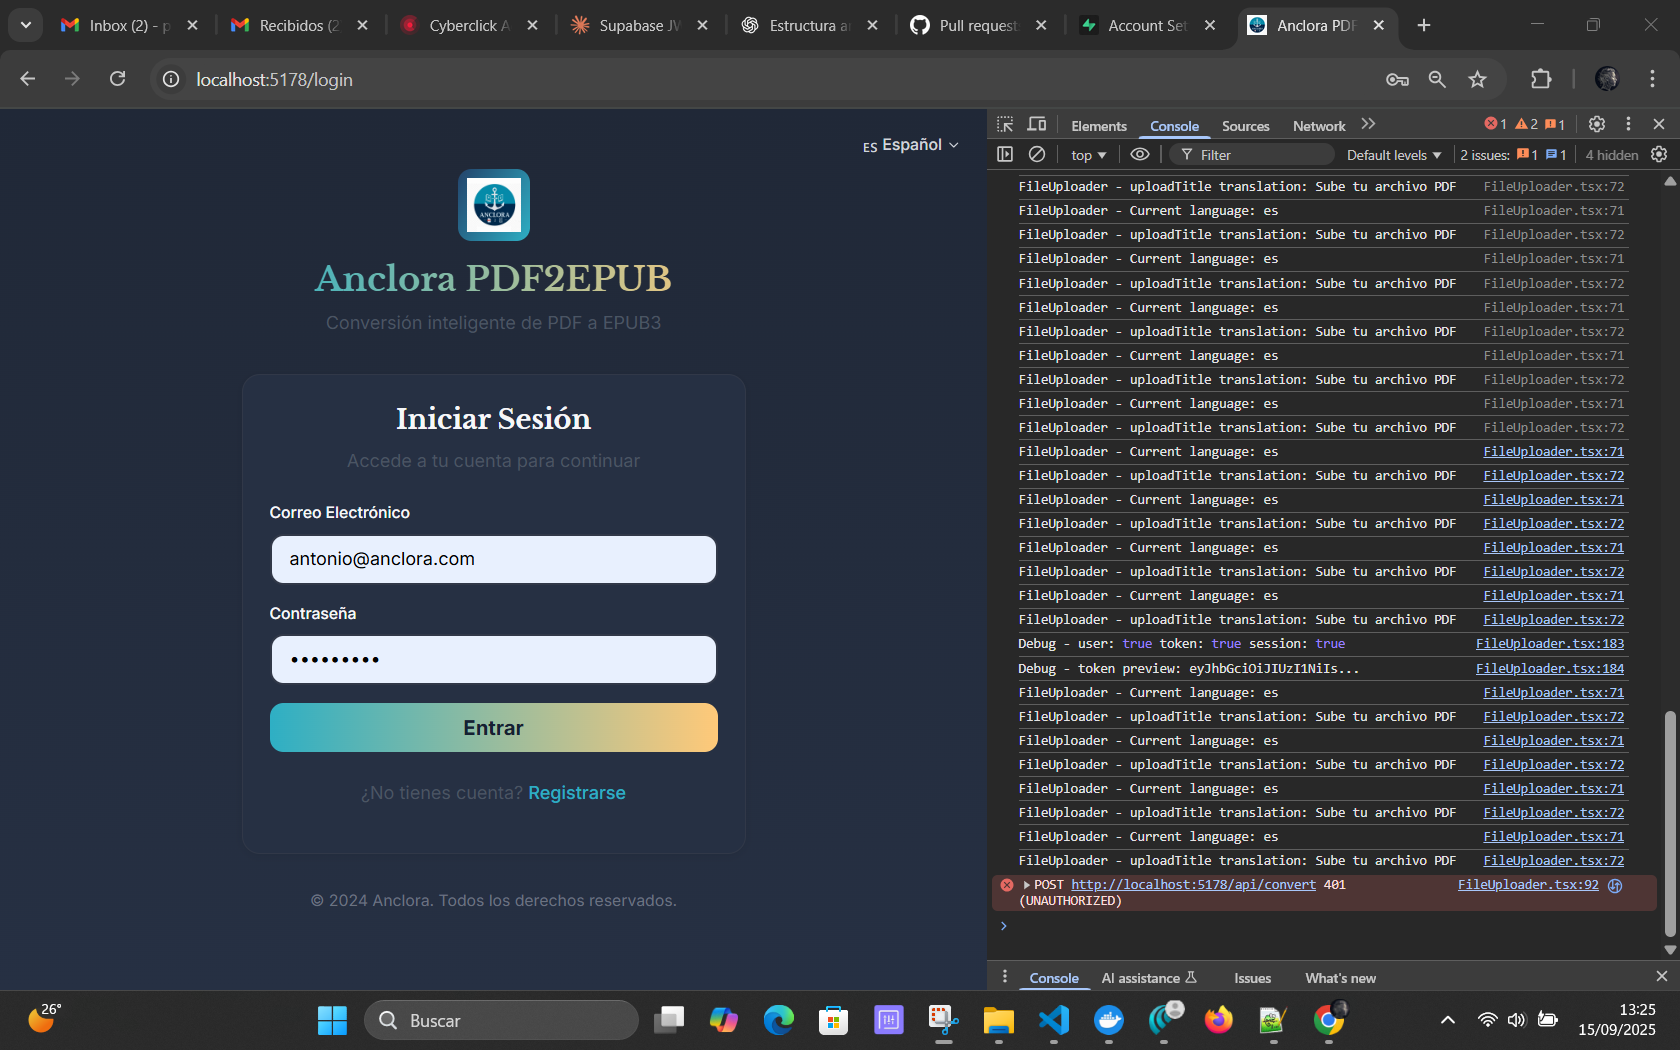 Inbox (2) - p
Recibidos (2
Cyberclick A
Supabase JW
Estructura a
Pull request
Account Set
Anclora PDF
localhost:5178/login
ES Español
ANCLORA
Anclora PDF2EPUB
Conversión inteligente de PDF a EPUB3
Iniciar Sesión
Accede a tu cuenta para continuar
Correo Electrónico
antonio@anclora.com
Contraseña
•••••••••
Entrar
¿No tienes cuenta? Registrarse
© 2024 Anclora. Todos los derechos reservados.
Elements Console Sources Network 1 2 1
top Filter Default levels 2 issues: 1 1 4 hidden
FileUploader - uploadTitle translation: Sube tu archivo PDF FileUploader.tsx:72
FileUploader - Current language: es FileUploader.tsx:71
FileUploader - uploadTitle translation: Sube tu archivo PDF FileUploader.tsx:72
FileUploader - Current language: es FileUploader.tsx:71
FileUploader - uploadTitle translation: Sube tu archivo PDF FileUploader.tsx:72
FileUploader - Current language: es FileUploader.tsx:71
FileUploader - uploadTitle translation: Sube tu archivo PDF FileUploader.tsx:72
FileUploader - Current language: es FileUploader.tsx:71
FileUploader - uploadTitle translation: Sube tu archivo PDF FileUploader.tsx:72
FileUploader - Current language: es FileUploader.tsx:71
FileUploader - uploadTitle translation: Sube tu archivo PDF FileUploader.tsx:72
FileUploader - Current language: es FileUploader.tsx:71
FileUploader - uploadTitle translation: Sube tu archivo PDF FileUploader.tsx:72
FileUploader - Current language: es FileUploader.tsx:71
FileUploader - uploadTitle translation: Sube tu archivo PDF FileUploader.tsx:72
FileUploader - Current language: es FileUploader.tsx:71
FileUploader - uploadTitle translation: Sube tu archivo PDF FileUploader.tsx:72
FileUploader - Current language: es FileUploader.tsx:71
FileUploader - uploadTitle translation: Sube tu archivo PDF FileUploader.tsx:72
Debug - user: true token: true session: true FileUploader.tsx:183
Debug - token preview: eyJhbGciOiJIUzI1NiIs... FileUploader.tsx:184
FileUploader - Current language: es FileUploader.tsx:71
FileUploader - uploadTitle translation: Sube tu archivo PDF FileUploader.tsx:72
FileUploader - Current language: es FileUploader.tsx:71
FileUploader - uploadTitle translation: Sube tu archivo PDF FileUploader.tsx:72
FileUploader - Current language: es FileUploader.tsx:71
FileUploader - uploadTitle translation: Sube tu archivo PDF FileUploader.tsx:72
FileUploader - Current language: es FileUploader.tsx:71
FileUploader - uploadTitle translation: Sube tu archivo PDF FileUploader.tsx:72
POST http://localhost:5178/api/convert 401 FileUploader.tsx:92
(UNAUTHORIZED)
Console AI assistance Issues What's new
26°
Buscar
13:25
15/09/2025